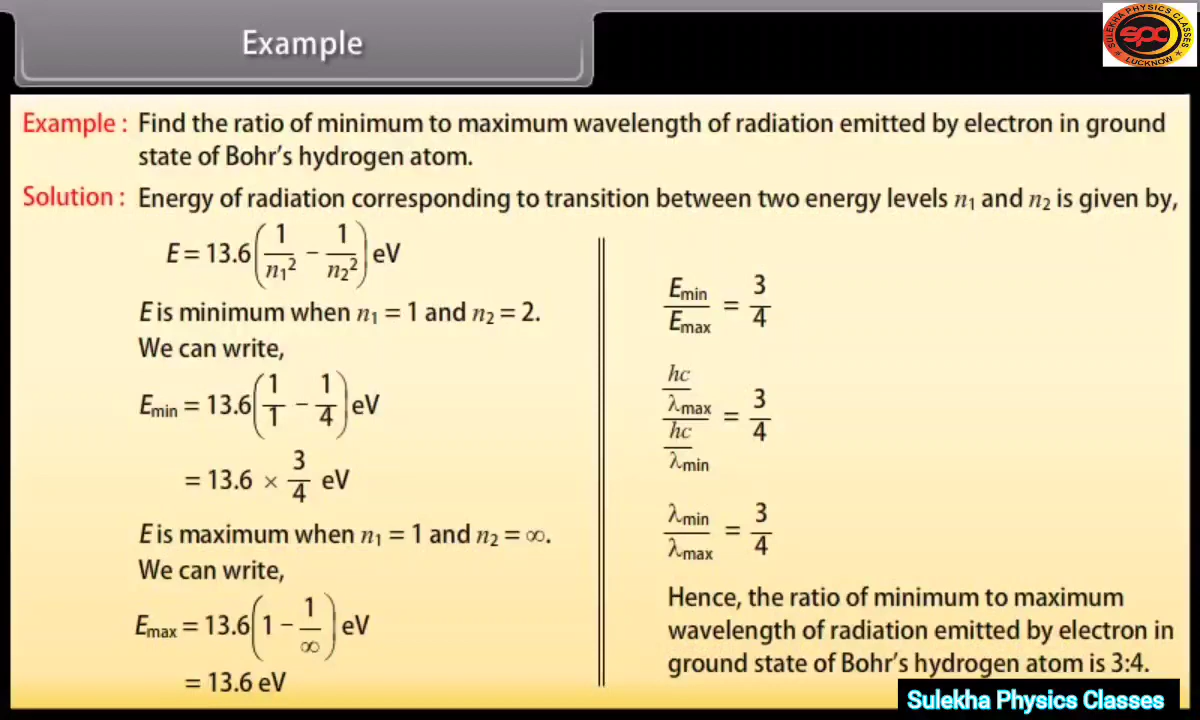 Example
SULEKHA PHYSICS CLASSES
spc
LUCKNOW
Example : Find the ratio of minimum to maximum wavelength of radiation emitted by electron in ground
state of Bohr's hydrogen atom.
Solution : Energy of radiation corresponding to transition between two energy levels n₁ and n₂ is given by,
E = 13.6(1/n₁² − 1/n₂²) eV
E is minimum when n₁ = 1 and n₂ = 2.
We can write,
Emin = 13.6(1/1 − 1/4) eV
= 13.6 × 3/4 eV
E is maximum when n₁ = 1 and n₂ = ∞.
We can write,
Emax = 13.6(1 − 1/∞) eV
= 13.6 eV
Emin/Emax = 3/4
(hc/λmax)/(hc/λmin) = 3/4
λmin/λmax = 3/4
Hence, the ratio of minimum to maximum
wavelength of radiation emitted by electron in
ground state of Bohr's hydrogen atom is 3:4.
Sulekha Physics Classes